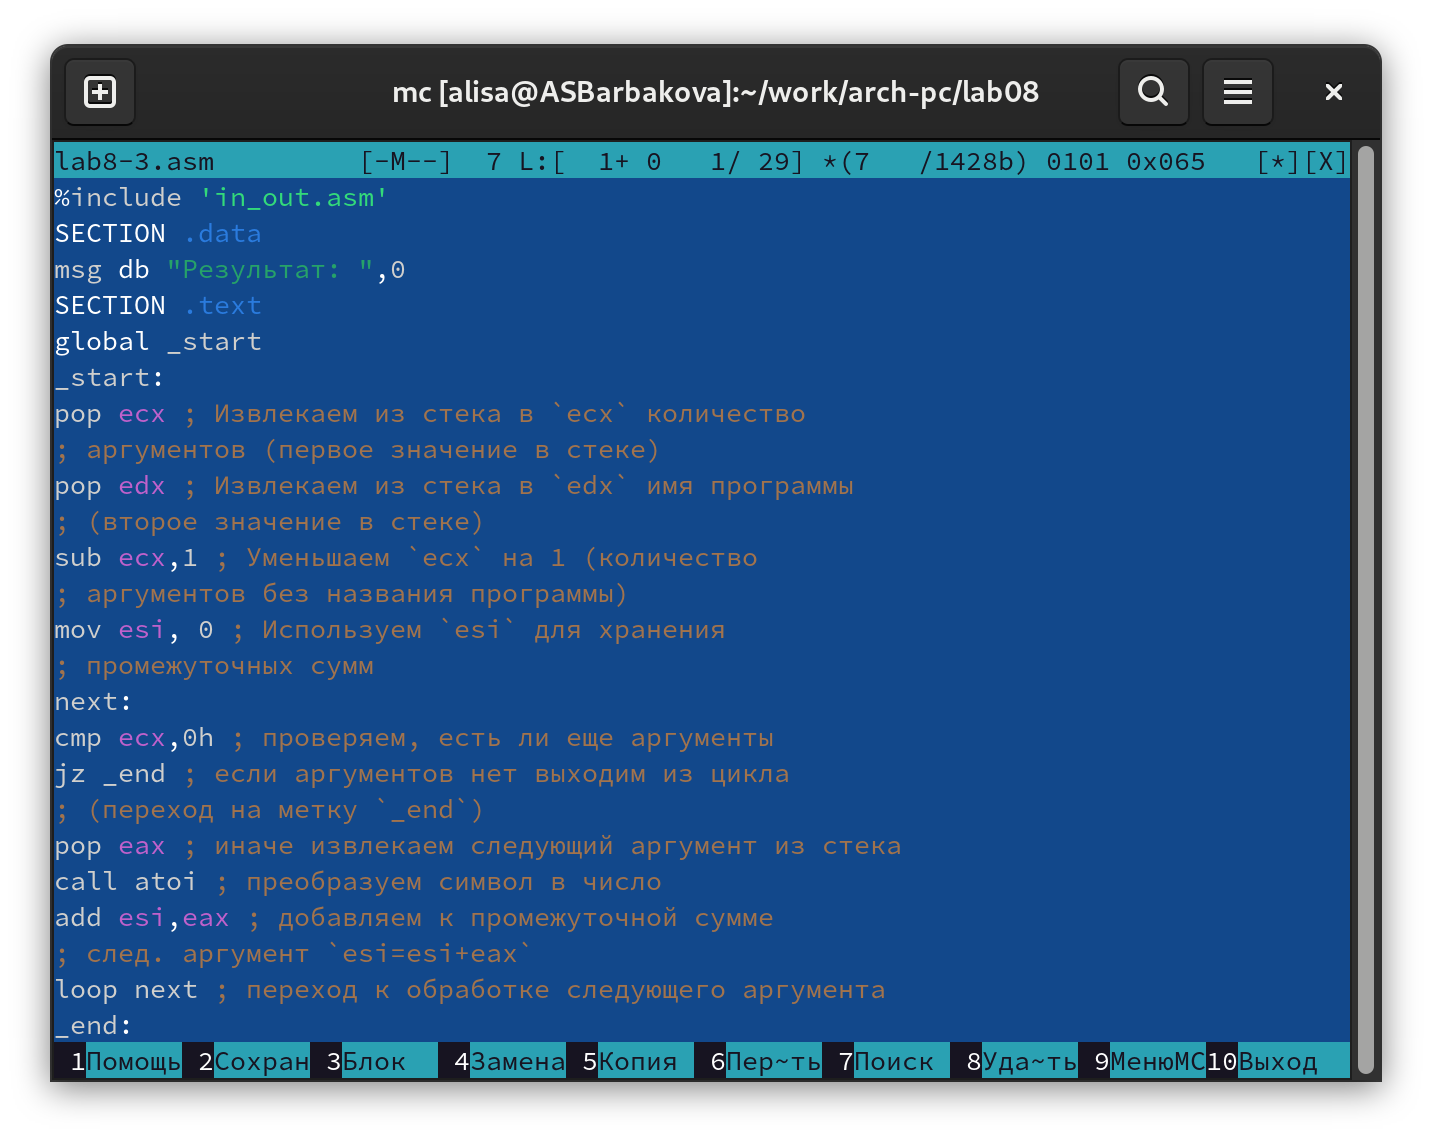 mc [alisa@ASBarbakova]:~/work/arch-pc/lab08
lab8-3.asm [-M--] 7 L:[ 1+ 0 1/ 29] *(7 /1428b) 0101 0x065 [*][X]
%include 'in_out.asm'
SECTION .data
msg db "Результат: ",0
SECTION .text
global _start
_start:
pop ecx ; Извлекаем из стека в `ecx` количество
; аргументов (первое значение в стеке)
pop edx ; Извлекаем из стека в `edx` имя программы
; (второе значение в стеке)
sub ecx,1 ; Уменьшаем `ecx` на 1 (количество
; аргументов без названия программы)
mov esi, 0 ; Используем `esi` для хранения
; промежуточных сумм
next:
cmp ecx,0h ; проверяем, есть ли еще аргументы
jz _end ; если аргументов нет выходим из цикла
; (переход на метку `_end`)
pop eax ; иначе извлекаем следующий аргумент из стека
call atoi ; преобразуем символ в число
add esi,eax ; добавляем к промежуточной сумме
; след. аргумент `esi=esi+eax`
loop next ; переход к обработке следующего аргумента
_end:
1Помощь 2Сохран 3Блок 4Замена 5Копия 6Пер~ть 7Поиск 8Уда~ть 9МенюMC 10Выход